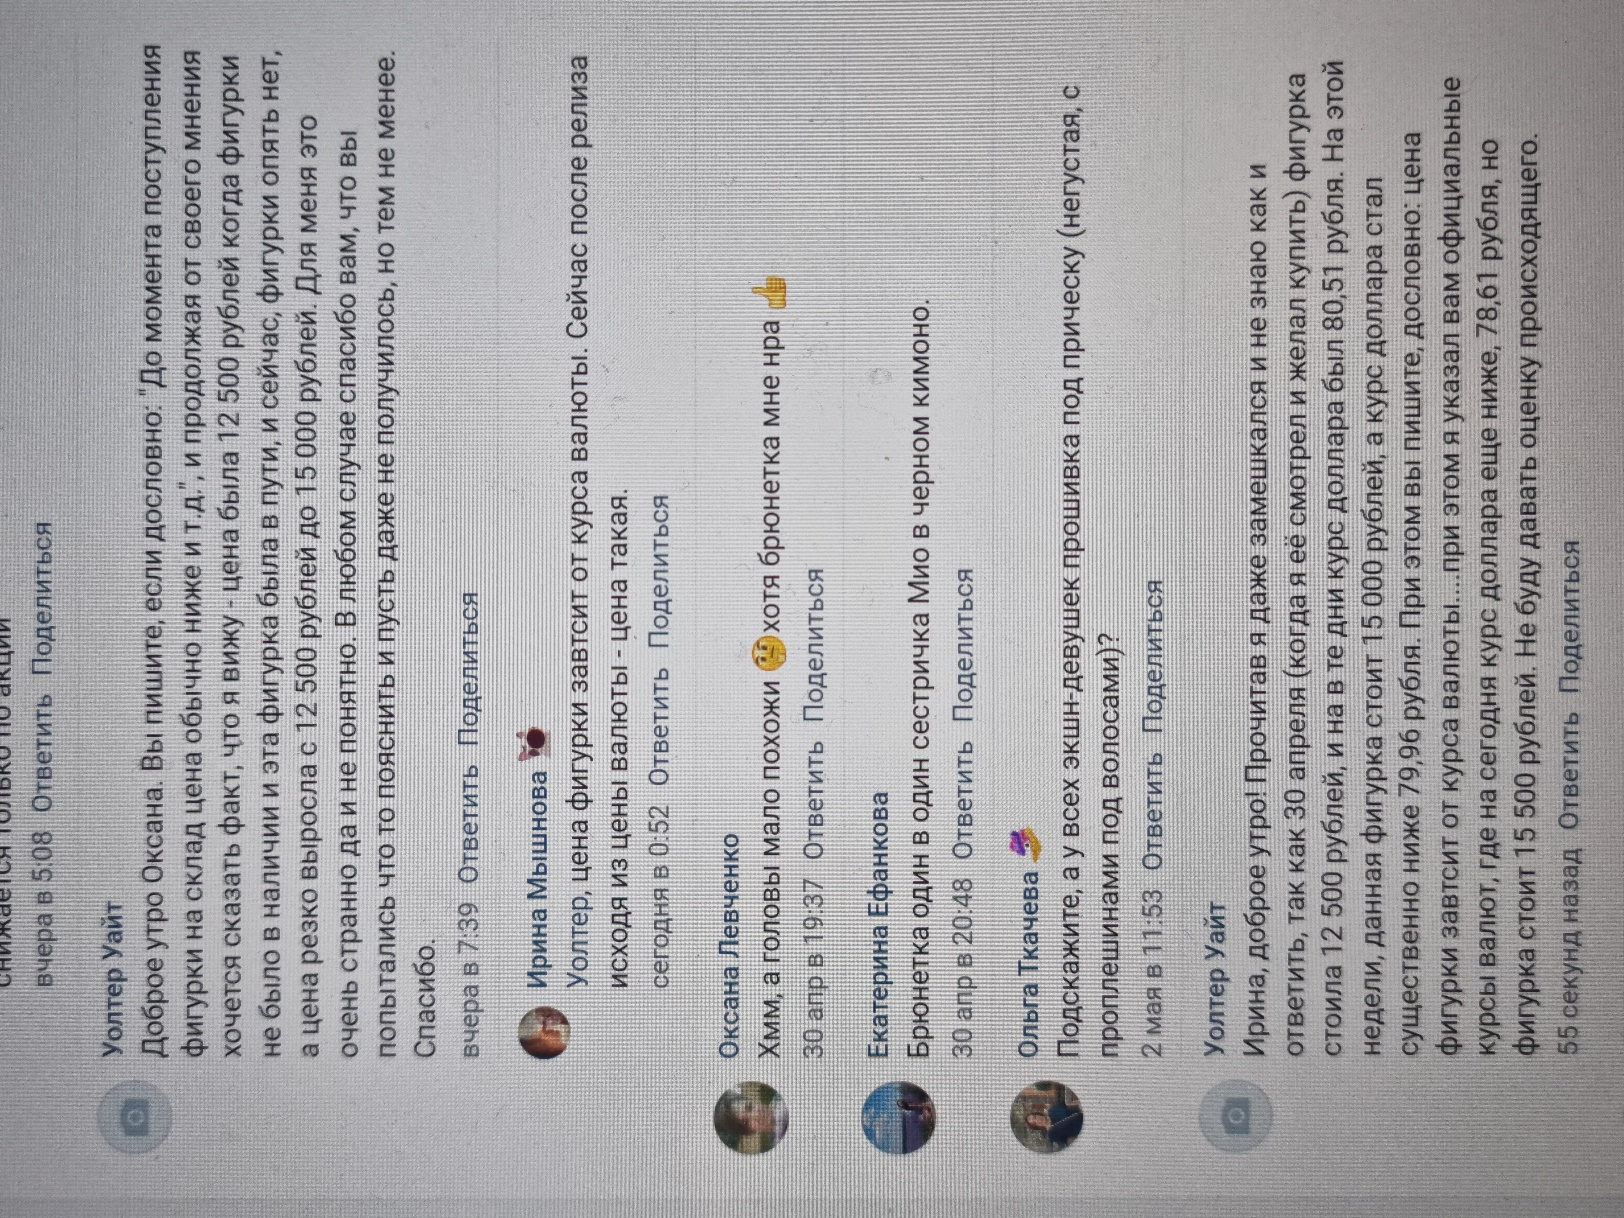 снижается только по акции
вчера в 5:08 Ответить Поделиться
Уолтер Уайт
Доброе утро Оксана. Вы пишите, если дословно: "До момента поступления
фигурки на склад цена обычно ниже и т.д.", и продолжая от своего мнения
хочется сказать факт, что я вижу - цена была 12 500 рублей когда фигурки
не было в наличии и эта фигурка была в пути, и сейчас, фигурки опять нет,
а цена резко выросла с 12 500 рублей до 15 000 рублей. Для меня это
очень странно да и не понятно. В любом случае спасибо вам, что вы
попытались что то пояснить и пусть даже не получилось, но тем не менее.
Спасибо.
вчера в 7:39 Ответить Поделиться
Ирина Мышнова
Уолтер, цена фигурки завтсит от курса валюты. Сейчас после релиза
исходя из цены валюты - цена такая.
сегодня в 0:52 Ответить Поделиться
Оксана Левченко
Хмм, а головы мало похожи 🤔хотя брюнетка мне нра 👍
30 апр в 19:37 Ответить Поделиться
Екатерина Ефанкова
Брюнетка один в один сестричка Мио в черном кимоно.
30 апр в 20:48 Ответить Поделиться
Ольга Ткачева
Подскажите, а у всех экшн-девушек прошивка под прическу (негустая, с
проплешинами под волосами)?
2 мая в 11:53 Ответить Поделиться
Уолтер Уайт
Ирина, доброе утро! Прочитав я даже замешкался и не знаю как и
ответить, так как 30 апреля (когда я её смотрел и желал купить) фигурка
стоила 12 500 рублей, и на в те дни курс доллара был 80,51 рубля. На этой
недели, данная фигурка стоит 15 000 рублей, а курс доллара стал
существенно ниже 79,96 рубля. При этом вы пишите, дословно: цена
фигурки завтсит от курса валюты....при этом я указал вам официальные
курсы валют, где на сегодня курс доллара еще ниже, 78,61 рубля, но
фигурка стоит 15 500 рублей. Не буду давать оценку происходящего.
55 секунд назад Ответить Поделиться